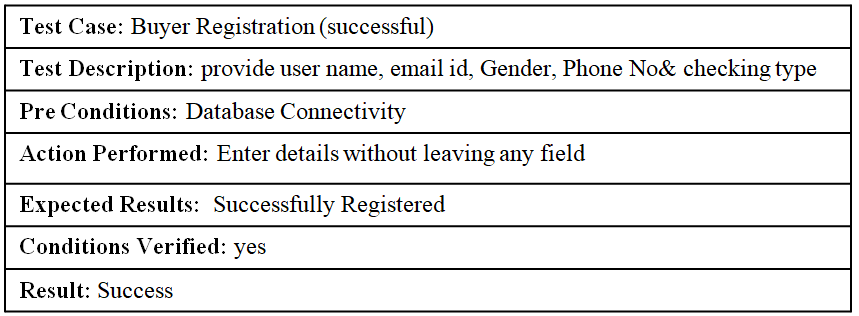 Test Case: Buyer Registration (successful)
Test Description: provide user name, email id, Gender, Phone No& checking type
Pre Conditions: Database Connectivity
Action Performed: Enter details without leaving any field
Expected Results:  Successfully Registered
Conditions Verified: yes
Result: Success